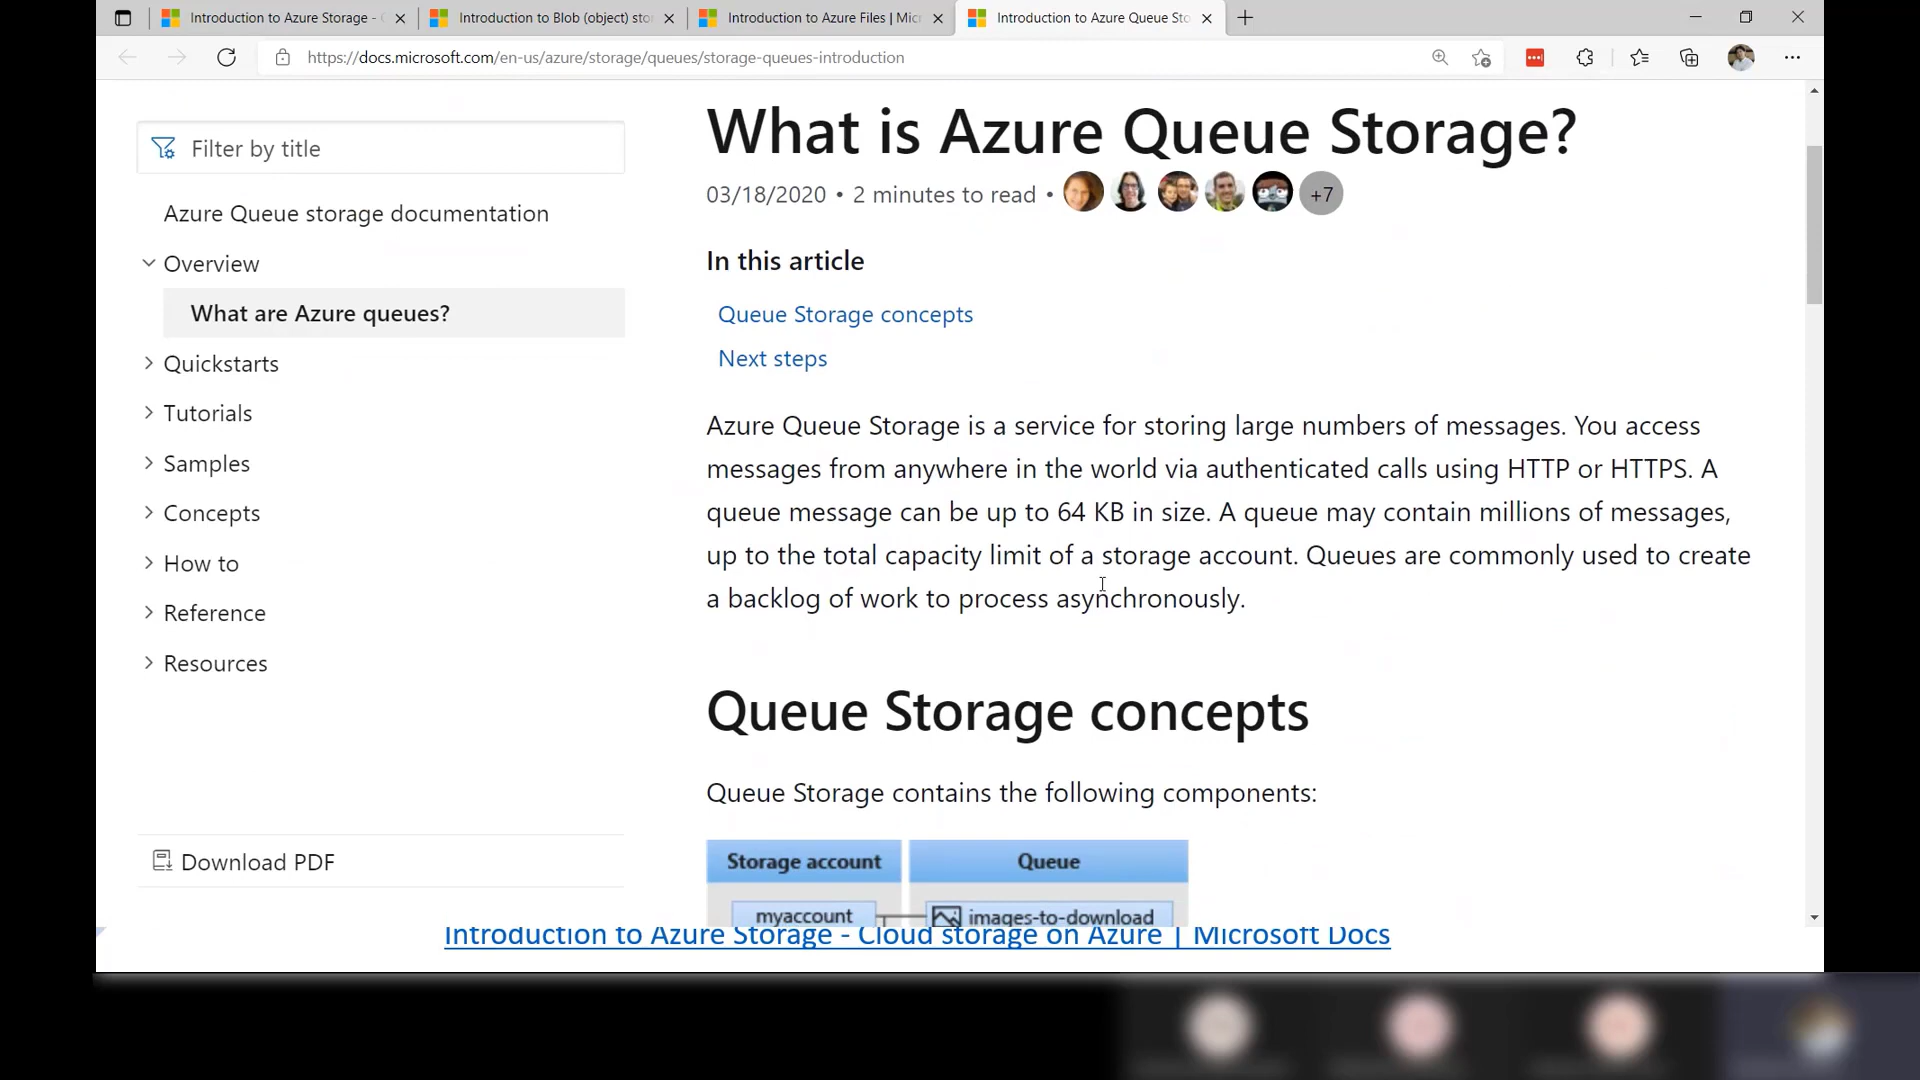 Introduction to Azure Storage - C
Introduction to Blob (object) sto
Introduction to Azure Files | Mic
Introduction to Azure Queue Sto
https://docs.microsoft.com/en-us/azure/storage/queues/storage-queues-introduction
Filter by title
Azure Queue storage documentation
Overview
What are Azure queues?
Quickstarts
Tutorials
Samples
Concepts
How to
Reference
Resources
Download PDF
What is Azure Queue Storage?
03/18/2020 • 2 minutes to read • +7
In this article
Queue Storage concepts
Next steps
Azure Queue Storage is a service for storing large numbers of messages. You access
messages from anywhere in the world via authenticated calls using HTTP or HTTPS. A
queue message can be up to 64 KB in size. A queue may contain millions of messages,
up to the total capacity limit of a storage account. Queues are commonly used to create
a backlog of work to process asynchronously.
Queue Storage concepts
Queue Storage contains the following components:
Storage account
Queue
myaccount
images-to-download
Introduction to Azure Storage - Cloud storage on Azure | Microsoft Docs